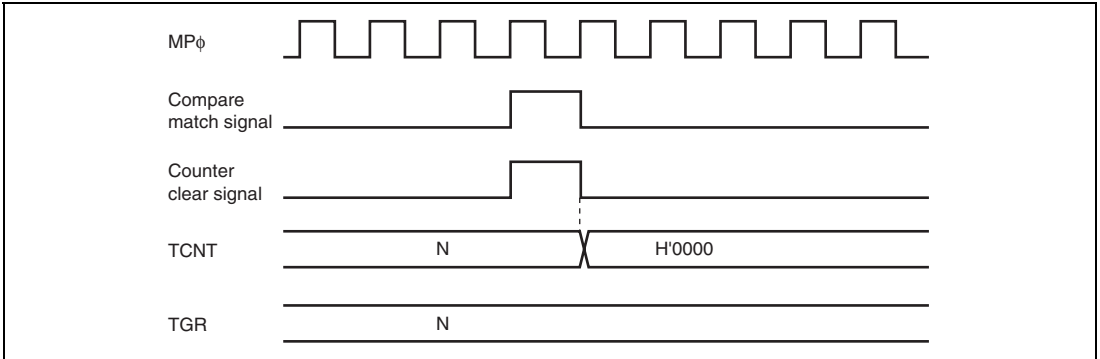 MPφ
Compare
match signal
Counter
clear signal
TCNT
N
H'0000
TGR
N